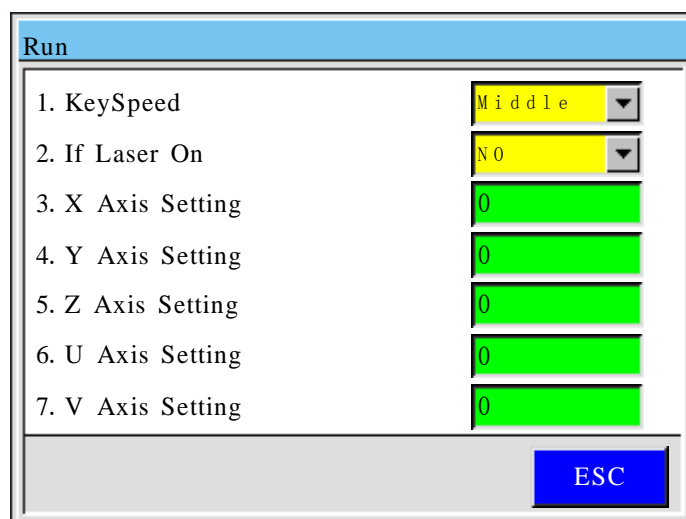 Run
1. KeySpeed Middle
2. If Laser On NO
3. X Axis Setting 0
4. Y Axis Setting 0
5. Z Axis Setting 0
6. U Axis Setting 0
7. V Axis Setting 0
ESC